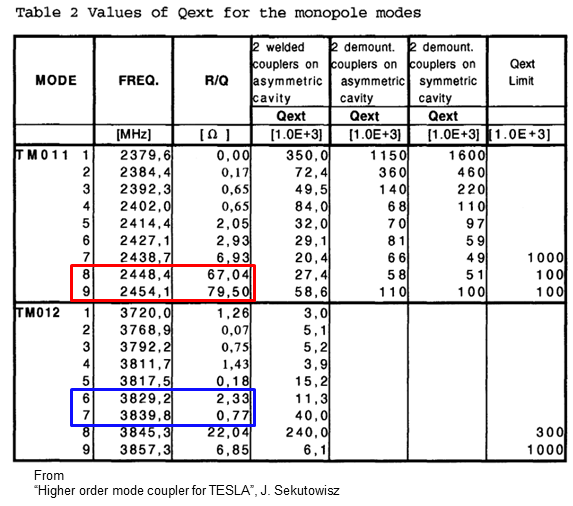 Table 2 Values of Qext for the monopole modes
MODE FREQ. R/Q 2 welded couplers on asymmetric cavity 2 demount. couplers on asymmetric cavity 2 demount. couplers on symmetric cavity Qext Limit
Qext Qext Qext
[MHz] [Ω] [1.0E+3] [1.0E+3] [1.0E+3] [1.0E+3]
TM011 1 2379,6 0,00 350,0 1150 1600
2 2384,4 0,17 72,4 360 460
3 2392,3 0,65 49,5 140 220
4 2402,0 0,65 84,0 68 110
5 2414,4 2,05 32,0 70 97
6 2427,1 2,93 29,1 81 59
7 2438,7 6,93 20,4 66 49 1000
8 2448,4 67,04 27,4 58 51 100
9 2454,1 79,50 58,6 110 100 100
TM012 1 3720,0 1,26 3,0
2 3768,9 0,07 5,1
3 3792,2 0,75 5,2
4 3811,7 1,43 3,9
5 3817,5 0,18 15,2
6 3829,2 2,33 11,3
7 3839,8 0,77 40,0
8 3845,3 22,04 240,0 300
9 3857,3 6,85 6,1 1000
From
“Higher order mode coupler for TESLA”, J. Sekutowisz